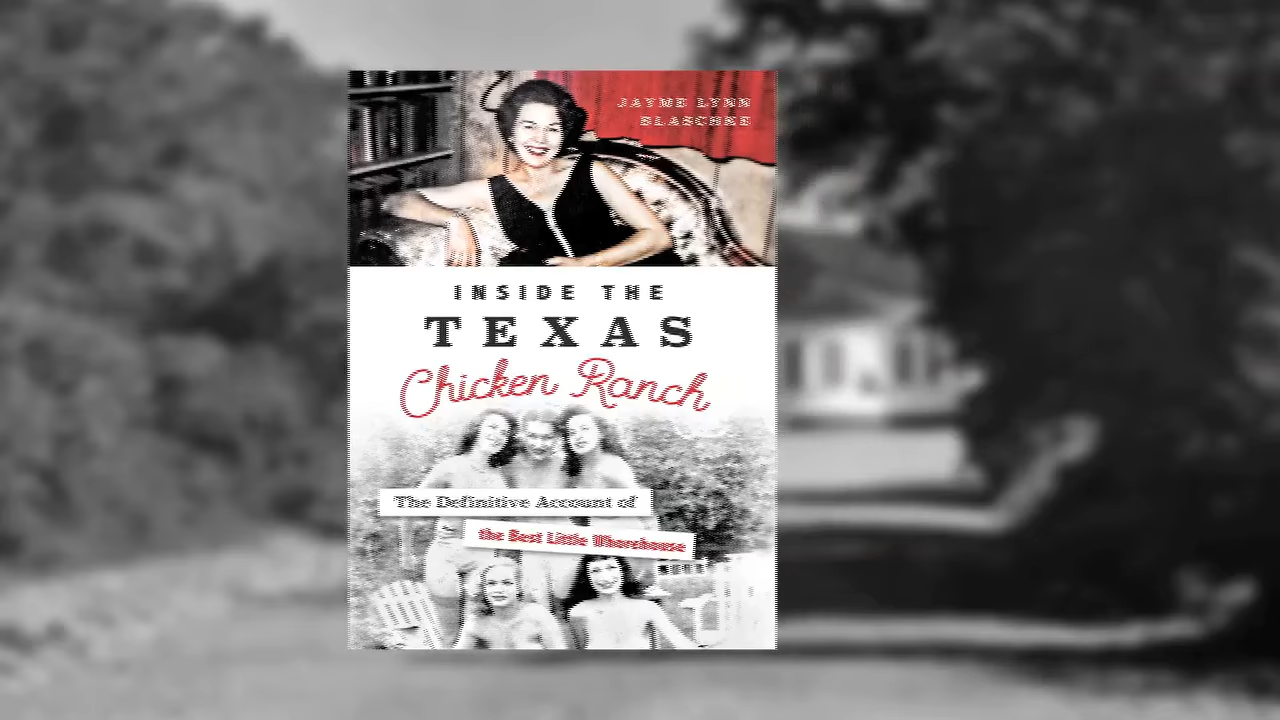 JAYME LYNN
BLASCHKE
INSIDE THE
TEXAS
Chicken Ranch
The Definitive Account of
the Best Little Whorehouse